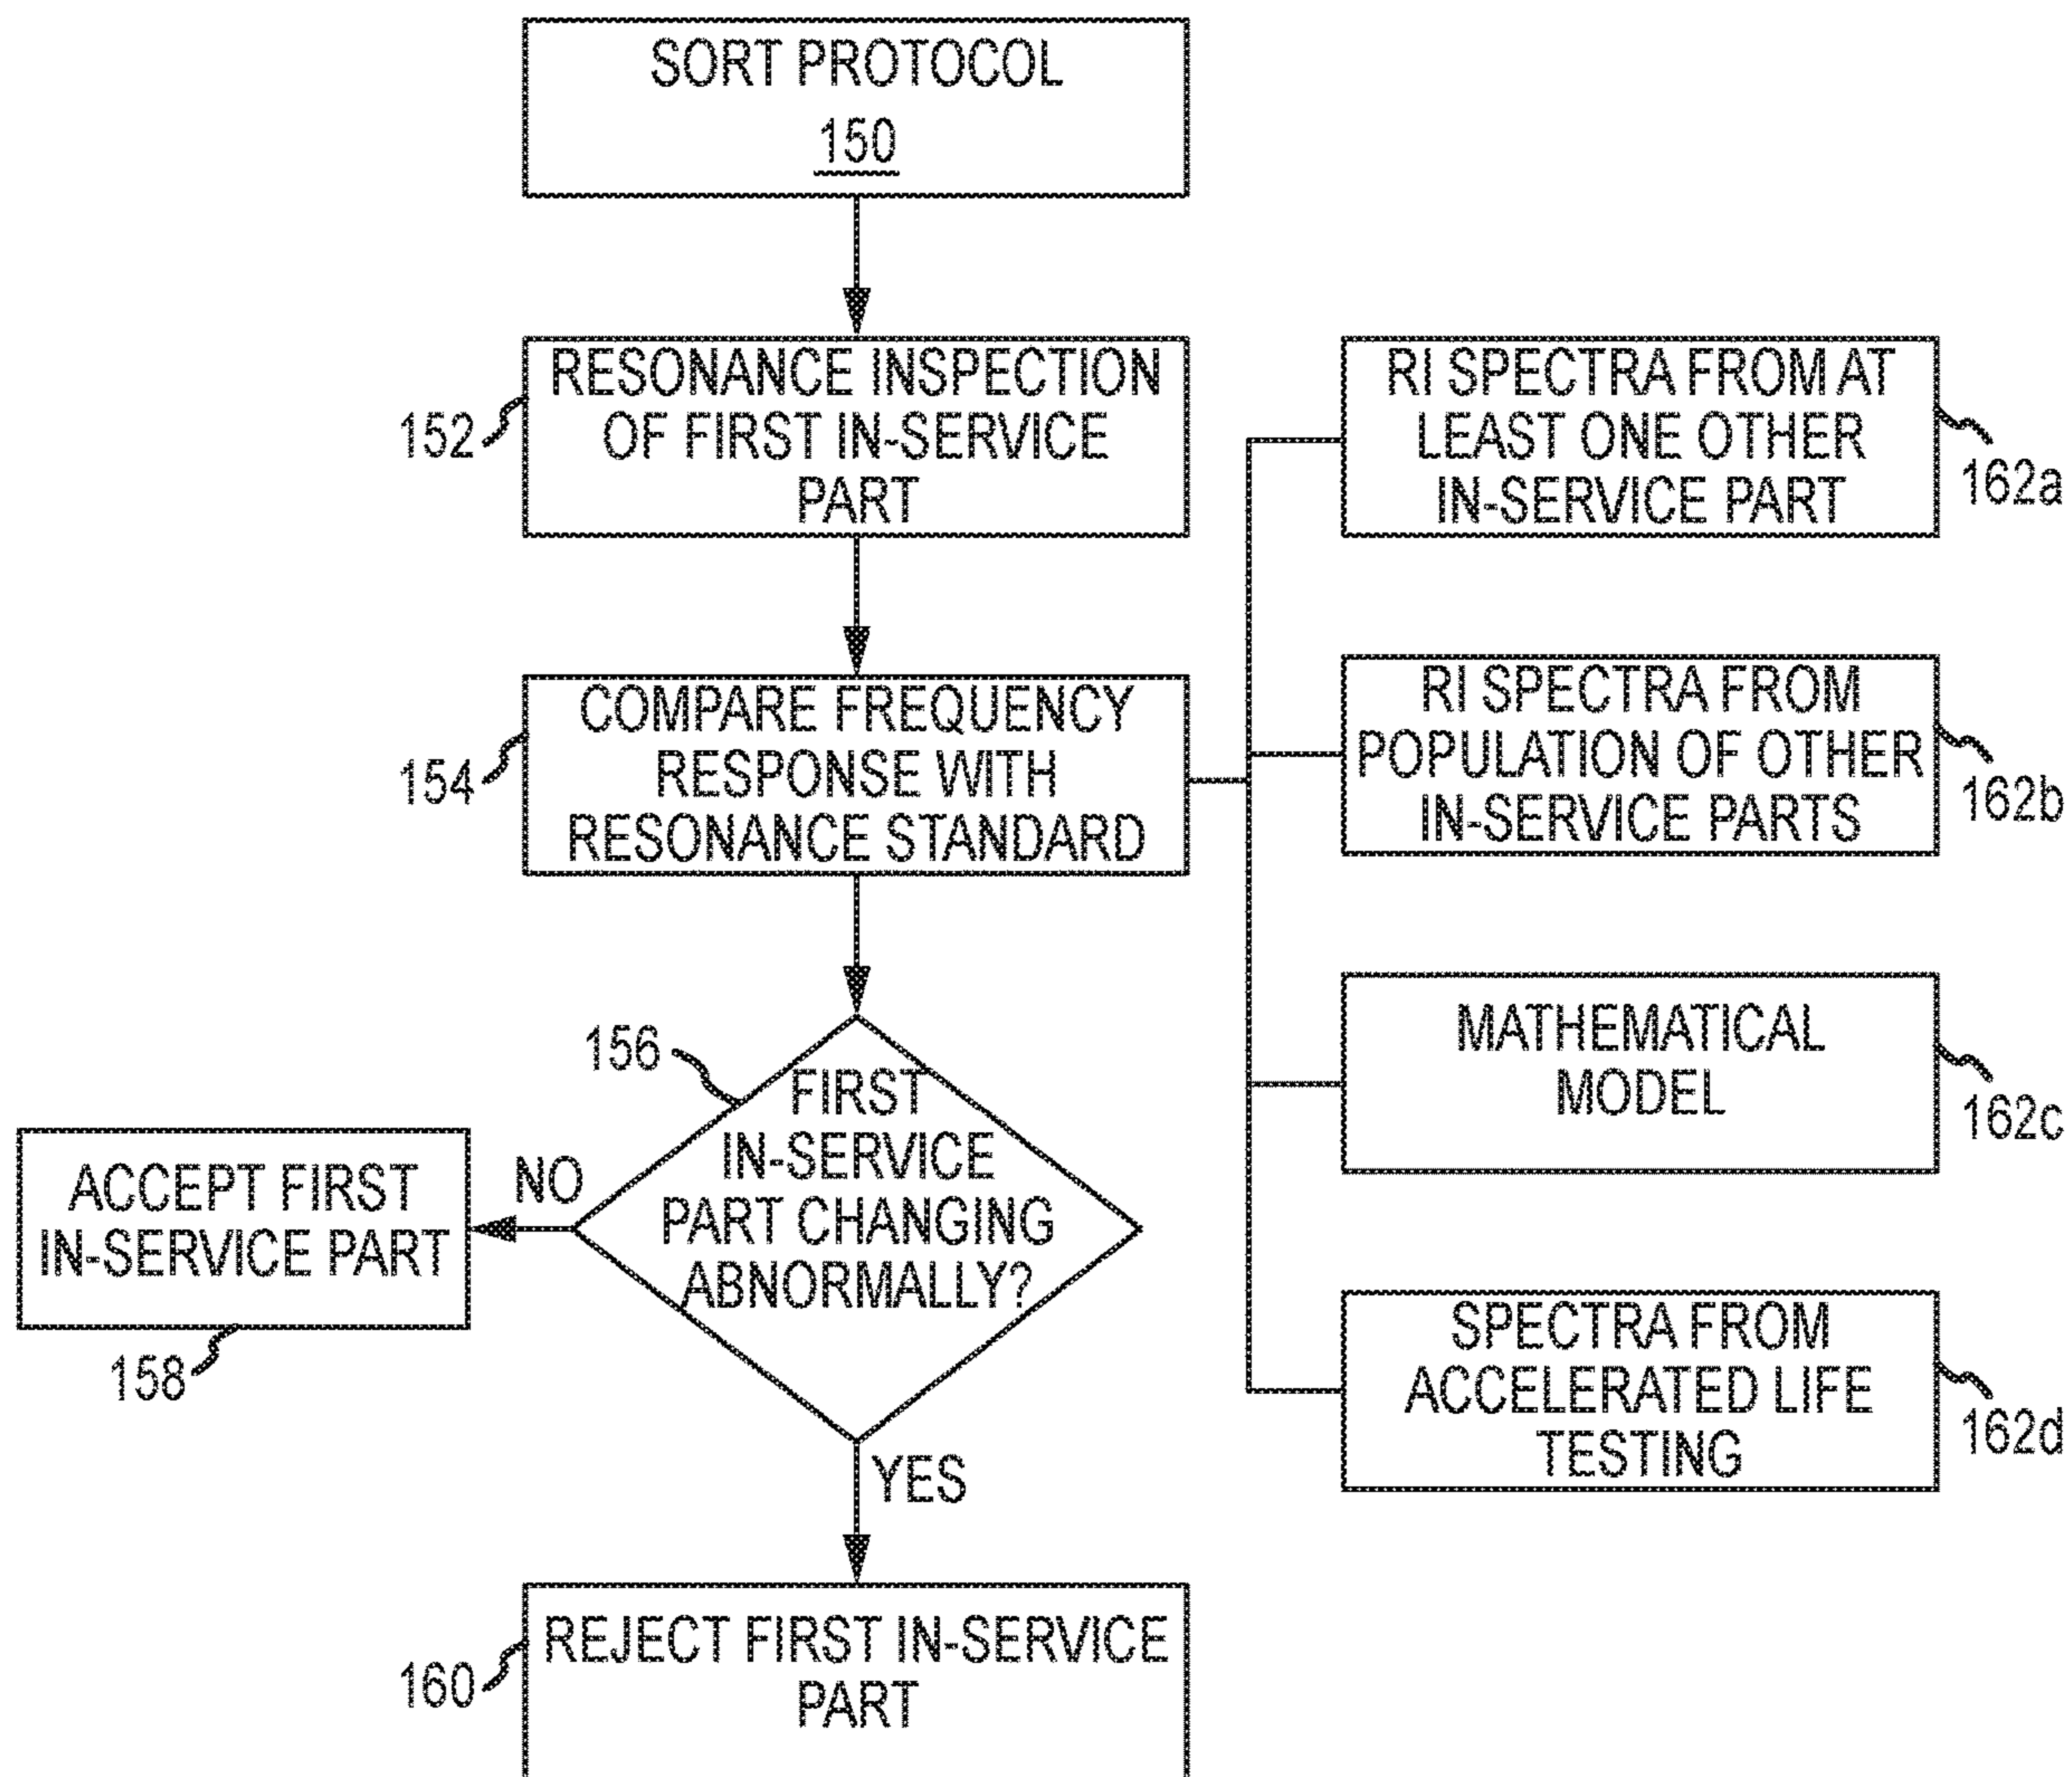 SORT PROTOCOL
150
RESONANCE INSPECTION
OF FIRST IN-SERVICE
PART
152
COMPARE FREQUENCY
RESPONSE WITH
RESONANCE STANDARD
154
RI SPECTRA FROM AT
LEAST ONE OTHER
IN-SERVICE PART
162a
RI SPECTRA FROM
POPULATION OF OTHER
IN-SERVICE PARTS
162b
MATHEMATICAL
MODEL
162c
SPECTRA FROM
ACCELERATED LIFE
TESTING
162d
156
FIRST
IN-SERVICE
PART CHANGING
ABNORMALLY?
NO
ACCEPT FIRST
IN-SERVICE PART
158
YES
REJECT FIRST IN-SERVICE
PART
160